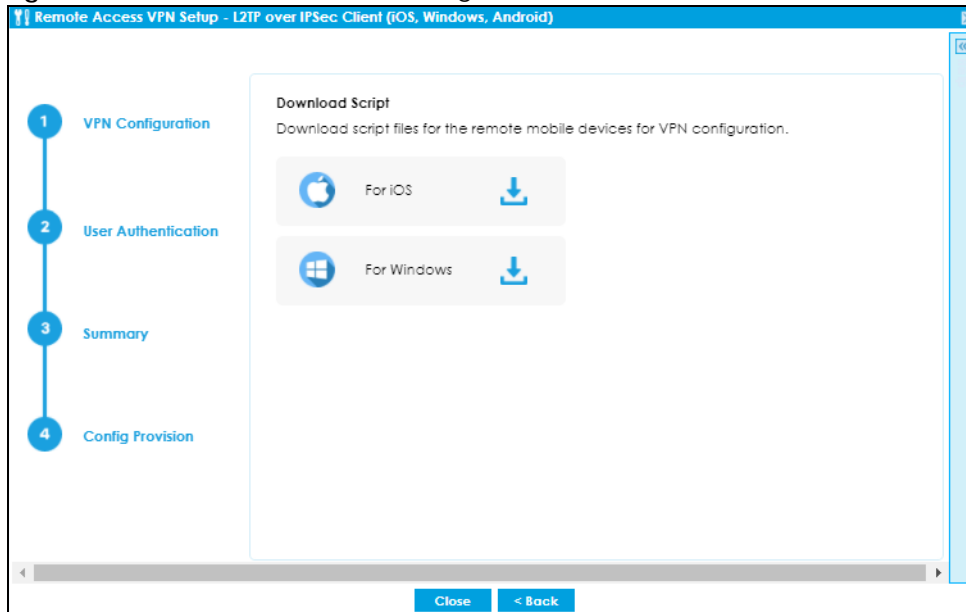 Remote Access VPN Setup - L2TP over IPSec Client (iOS, Windows, Android)
1 VPN Configuration
2 User Authentication
3 Summary
4 Config Provision
Download Script
Download script files for the remote mobile devices for VPN configuration.
For iOS
For Windows
Close
< Back